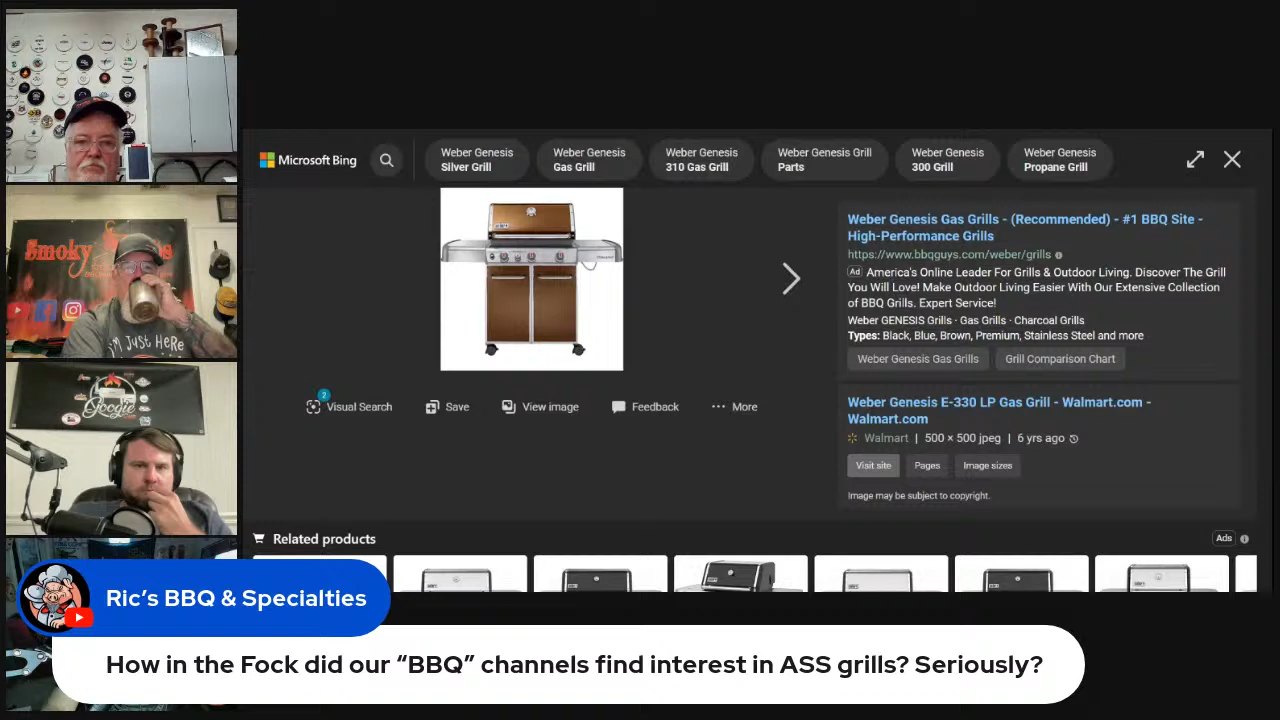 Smoky
I'M JUST HeRe
Googie
Microsoft Bing
Weber Genesis
Silver Grill
Weber Genesis
Gas Grill
Weber Genesis
310 Gas Grill
Weber Genesis Grill
Parts
Weber Genesis
300 Grill
Weber Genesis
Propane Grill
2
Visual Search
Save
View image
Feedback
More
Weber Genesis Gas Grills - (Recommended) - #1 BBQ Site -
High-Performance Grills
https://www.bbqguys.com/weber/grills
Ad America's Online Leader For Grills & Outdoor Living. Discover The Grill
You Will Love! Make Outdoor Living Easier With Our Extensive Collection
of BBQ Grills. Expert Service!
Weber GENESIS Grills · Gas Grills · Charcoal Grills
Types: Black, Blue, Brown, Premium, Stainless Steel and more
Weber Genesis Gas Grills
Grill Comparison Chart
Weber Genesis E-330 LP Gas Grill - Walmart.com -
Walmart.com
Walmart | 500 × 500 jpeg | 6 yrs ago
Visit site
Pages
Image sizes
Image may be subject to copyright.
Related products
Ads
Ric's BBQ & Specialties
How in the Fock did our “BBQ” channels find interest in ASS grills? Seriously?